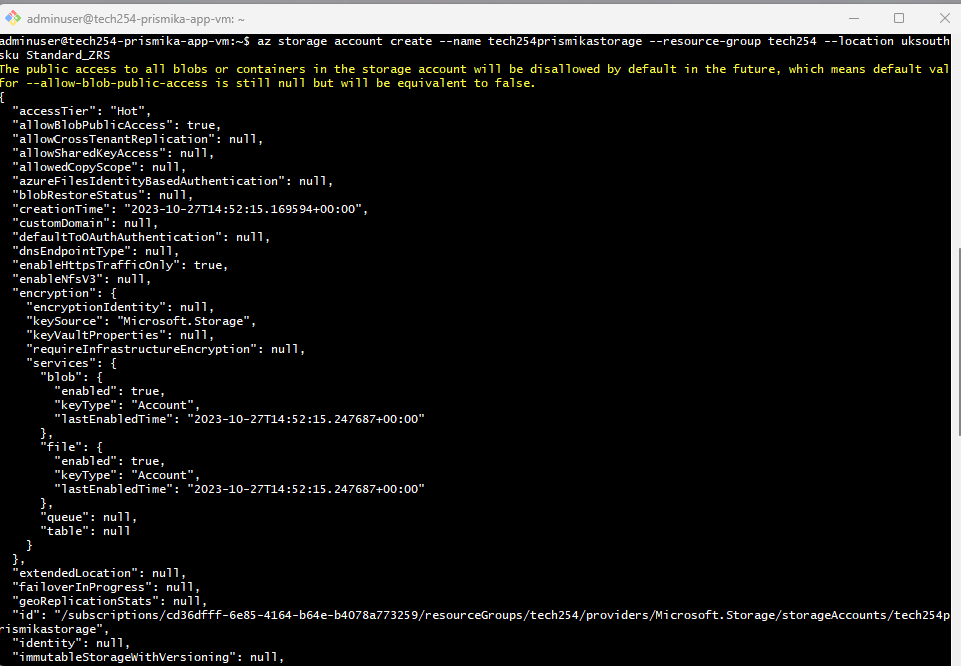 adminuser@tech254-prismika-app-vm: ~
adminuser@tech254-prismika-app-vm:~$ az storage account create --name tech254prismikastorage --resource-group tech254 --location uksouth
sku Standard_ZRS
The public access to all blobs or containers in the storage account will be disallowed by default in the future, which means default val
for --allow-blob-public-access is still null but will be equivalent to false.
{
  "accessTier": "Hot",
  "allowBlobPublicAccess": true,
  "allowCrossTenantReplication": null,
  "allowSharedKeyAccess": null,
  "allowedCopyScope": null,
  "azureFilesIdentityBasedAuthentication": null,
  "blobRestoreStatus": null,
  "creationTime": "2023-10-27T14:52:15.169594+00:00",
  "customDomain": null,
  "defaultToOAuthAuthentication": null,
  "dnsEndpointType": null,
  "enableHttpsTrafficOnly": true,
  "enableNfsV3": null,
  "encryption": {
    "encryptionIdentity": null,
    "keySource": "Microsoft.Storage",
    "keyVaultProperties": null,
    "requireInfrastructureEncryption": null,
    "services": {
      "blob": {
        "enabled": true,
        "keyType": "Account",
        "lastEnabledTime": "2023-10-27T14:52:15.247687+00:00"
      },
      "file": {
        "enabled": true,
        "keyType": "Account",
        "lastEnabledTime": "2023-10-27T14:52:15.247687+00:00"
      },
      "queue": null,
      "table": null
    }
  },
  "extendedLocation": null,
  "failoverInProgress": null,
  "geoReplicationStats": null,
  "id": "/subscriptions/cd36dfff-6e85-4164-b64e-b4078a773259/resourceGroups/tech254/providers/Microsoft.Storage/storageAccounts/tech254p
rismikastorage",
  "identity": null,
  "immutableStorageWithVersioning": null,